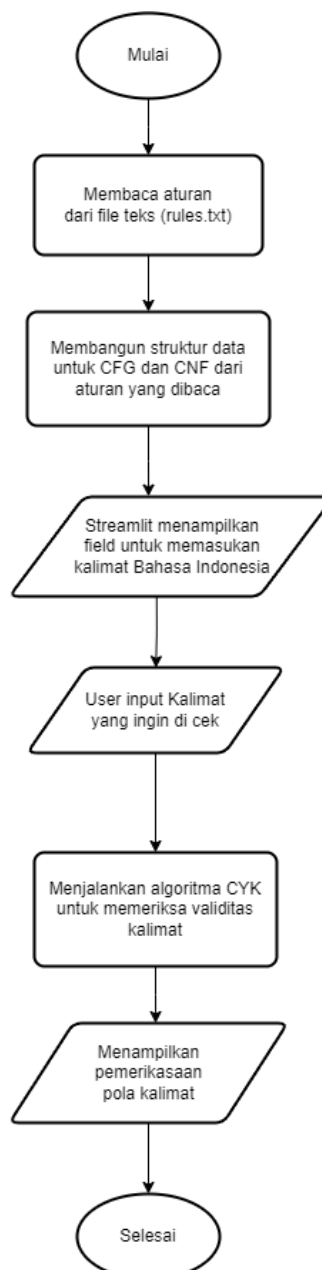 Mulai
Membaca aturan
dari file teks (rules.txt)
Membangun struktur data
untuk CFG dan CNF dari
aturan yang dibaca
Streamlit menampilkan
field untuk memasukan
kalimat Bahasa Indonesia
User input Kalimat
yang ingin di cek
Menjalankan algoritma CYK
untuk memeriksa validitas
kalimat
Menampilkan
pemerikasaan
pola kalimat
Selesai